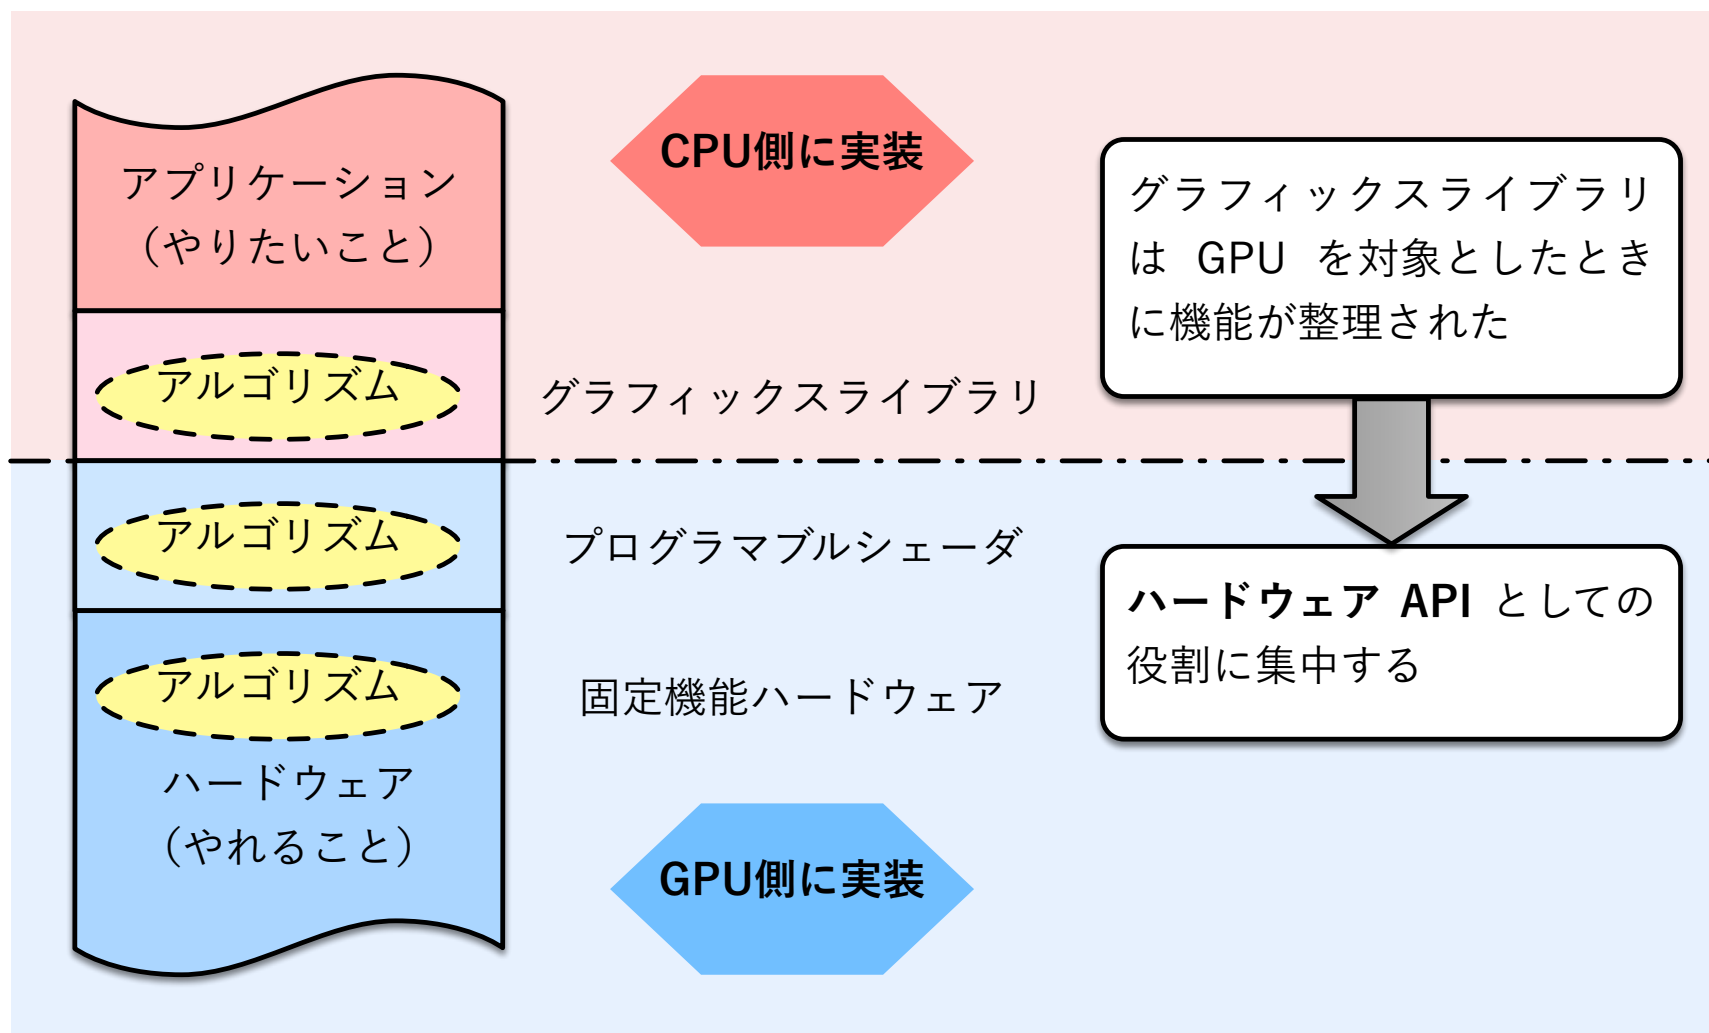 アプリケーション
（やりたいこと）
CPU側に実装
グラフィックスライブラリ
は GPU を対象としたとき
に機能が整理された
アルゴリズム
グラフィックスライブラリ
アルゴリズム
プログラマブルシェーダ
ハードウェア API としての
役割に集中する
アルゴリズム
固定機能ハードウェア
ハードウェア
（やれること）
GPU側に実装